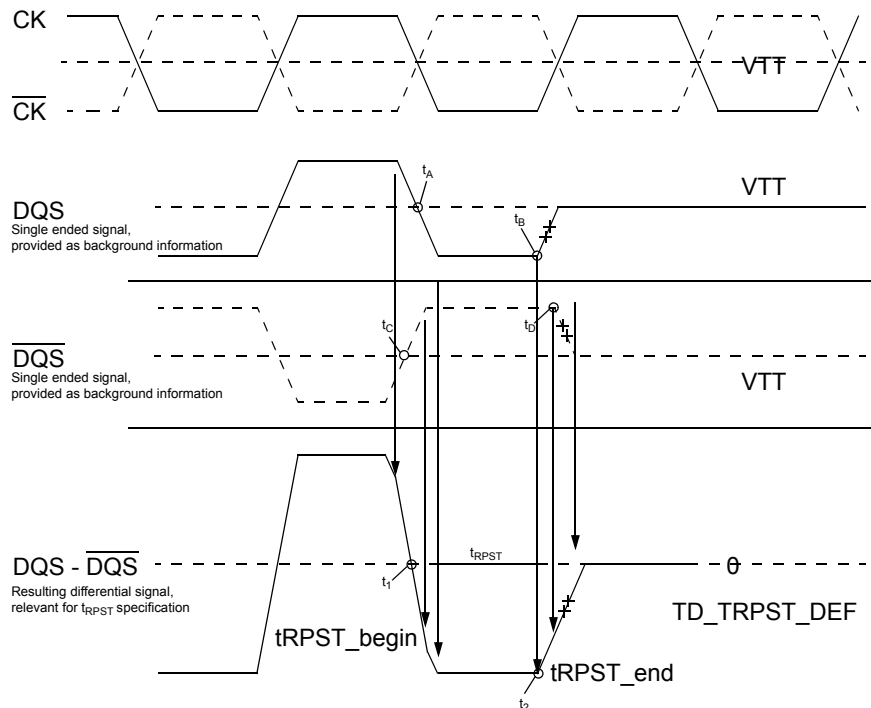 CK
VTT
CK
t_A
VTT
DQS
t_B
Single ended signal,
provided as background information
t_C
t_D
DQS
Single ended signal,
provided as background information
VTT
t_RPST
DQS - DQS
0
t_1
Resulting differential signal,
relevant for t_RPST specification
TD_TRPST_DEF
tRPST_begin
tRPST_end
t_2